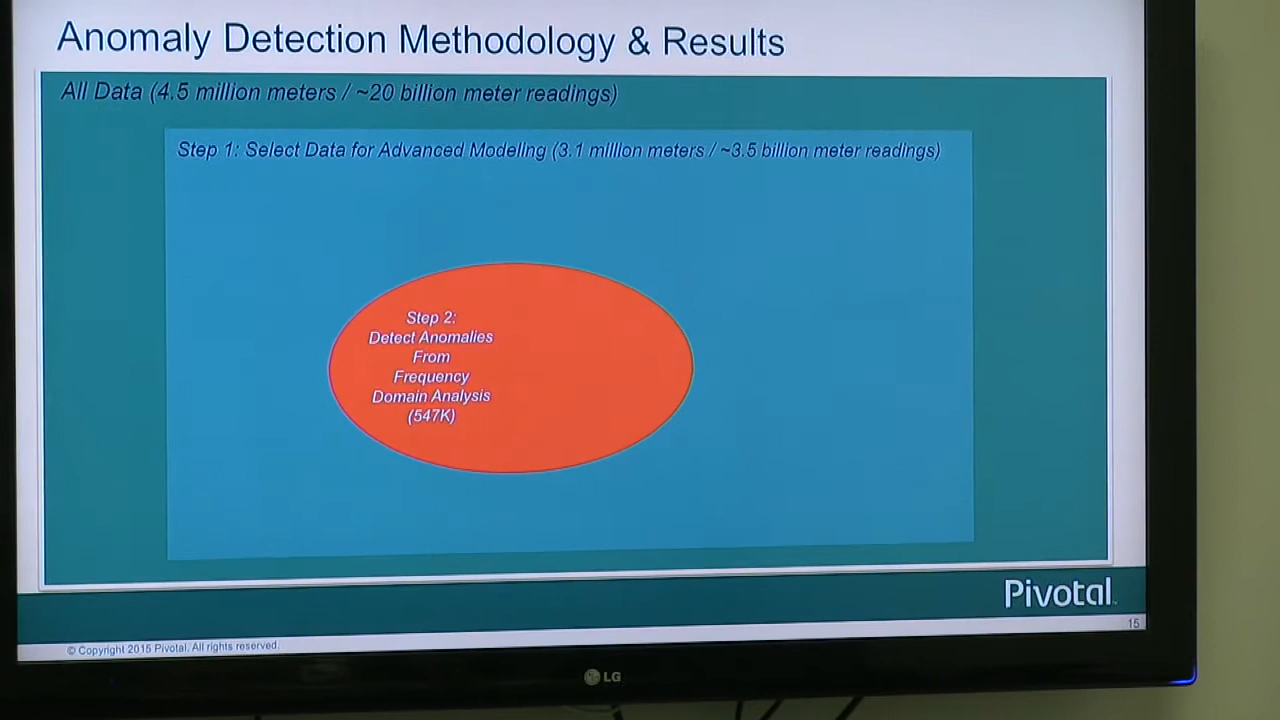 Anomaly Detection Methodology & Results
All Data (4.5 million meters / ~20 billion meter readings)
Step 1: Select Data for Advanced Modeling (3.1 million meters / ~3.5 billion meter readings)
Step 2:
Detect Anomalies
From
Frequency
Domain Analysis
(547K)
Pivotal
15
© Copyright 2015 Pivotal. All rights reserved.
LG